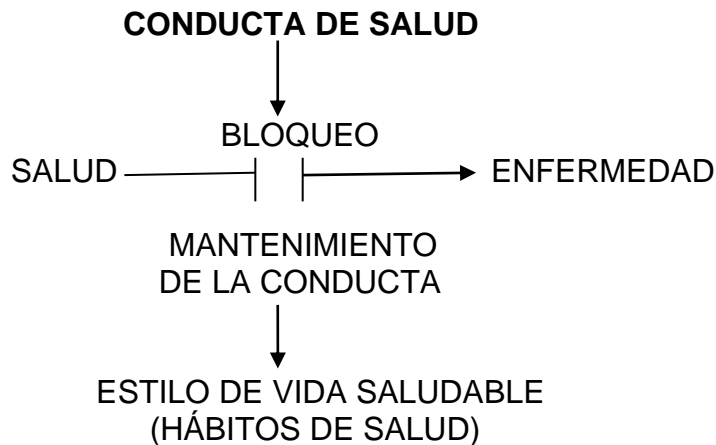 CONDUCTA DE SALUD
BLOQUEO
SALUD ENFERMEDAD
MANTENIMIENTO
DE LA CONDUCTA
ESTILO DE VIDA SALUDABLE
(HÁBITOS DE SALUD)